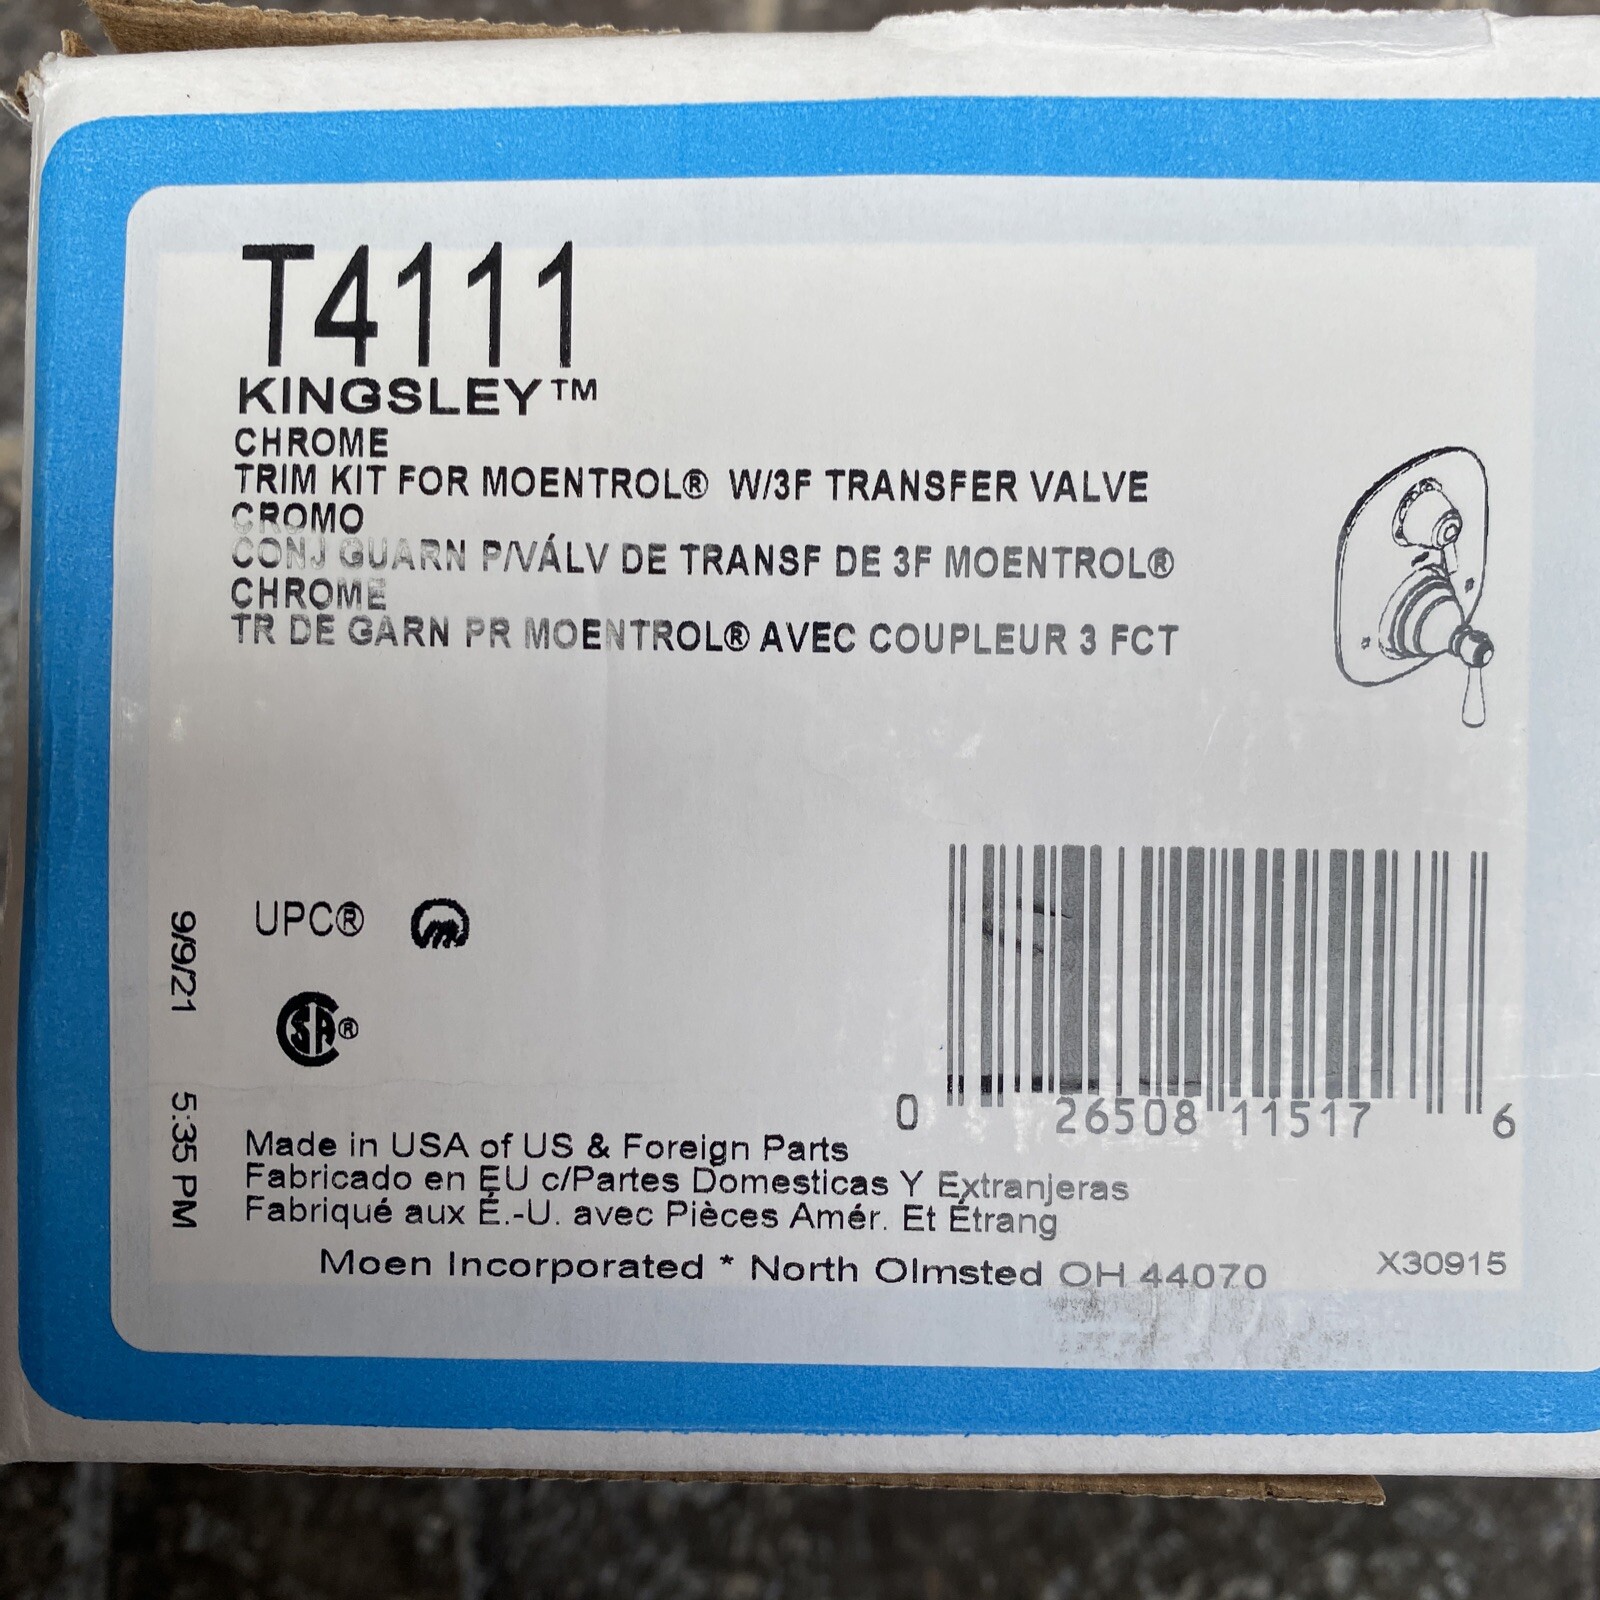 T4111
KINGSLEY™
CHROME
TRIM KIT FOR MOENTROL® W/3F TRANSFER VALVE
CROMO
CONJ GUARN P/VÁLV DE TRANSF DE 3F MOENTROL®
CHROME
TR DE GARN PR MOENTROL® AVEC COUPLEUR 3 FCT
9/9/21 5:35 PM
UPC®
CSA®
0 26508 11517 6
Made in USA of US & Foreign Parts
Fabricado en EU c/Partes Domesticas Y Extranjeras
Fabriqué aux É.-U. avec Pièces Amér. Et Étrang
Moen Incorporated * North Olmsted OH 44070
X30915